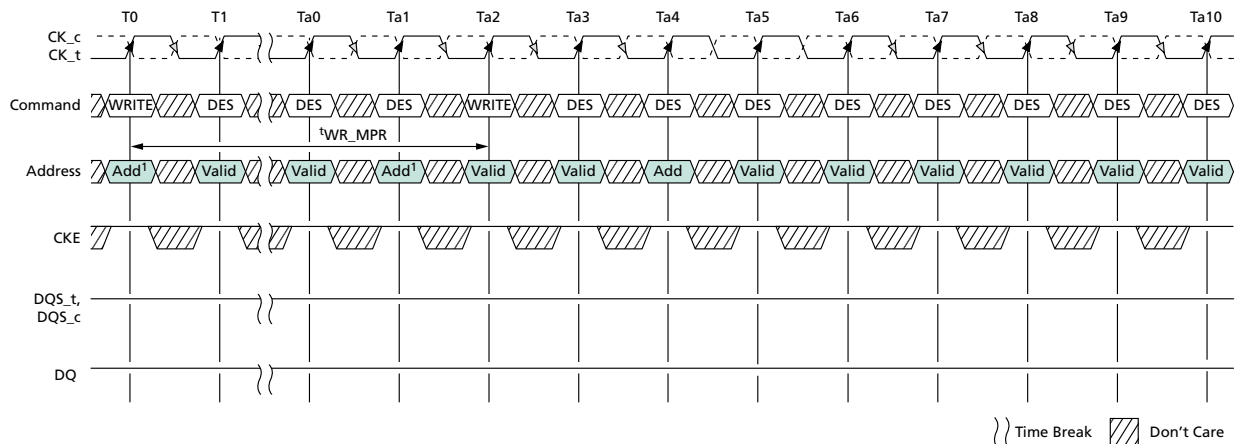 T0 T1 Ta0 Ta1 Ta2 Ta3 Ta4 Ta5 Ta6 Ta7 Ta8 Ta9 Ta10
CK_c
CK_t
Command WRITE DES DES DES WRITE DES DES DES DES DES DES DES DES
tWR_MPR
Address Add1 Valid Valid Add1 Valid Valid Add Valid Valid Valid Valid Valid Valid
CKE
DQS_t,
DQS_c
DQ
Time Break Don't Care